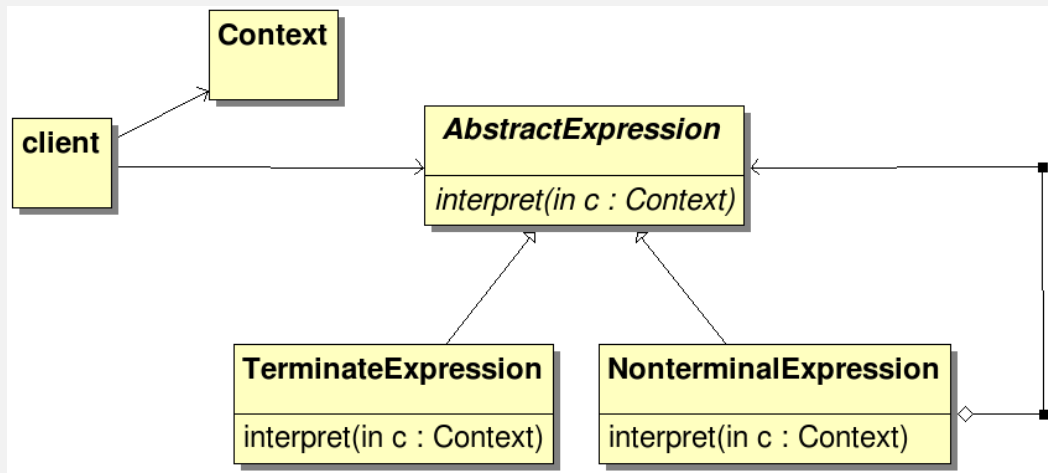 Context
client
AbstractExpression
interpret(in c : Context)
TerminateExpression
interpret(in c : Context)
NonterminalExpression
interpret(in c : Context)